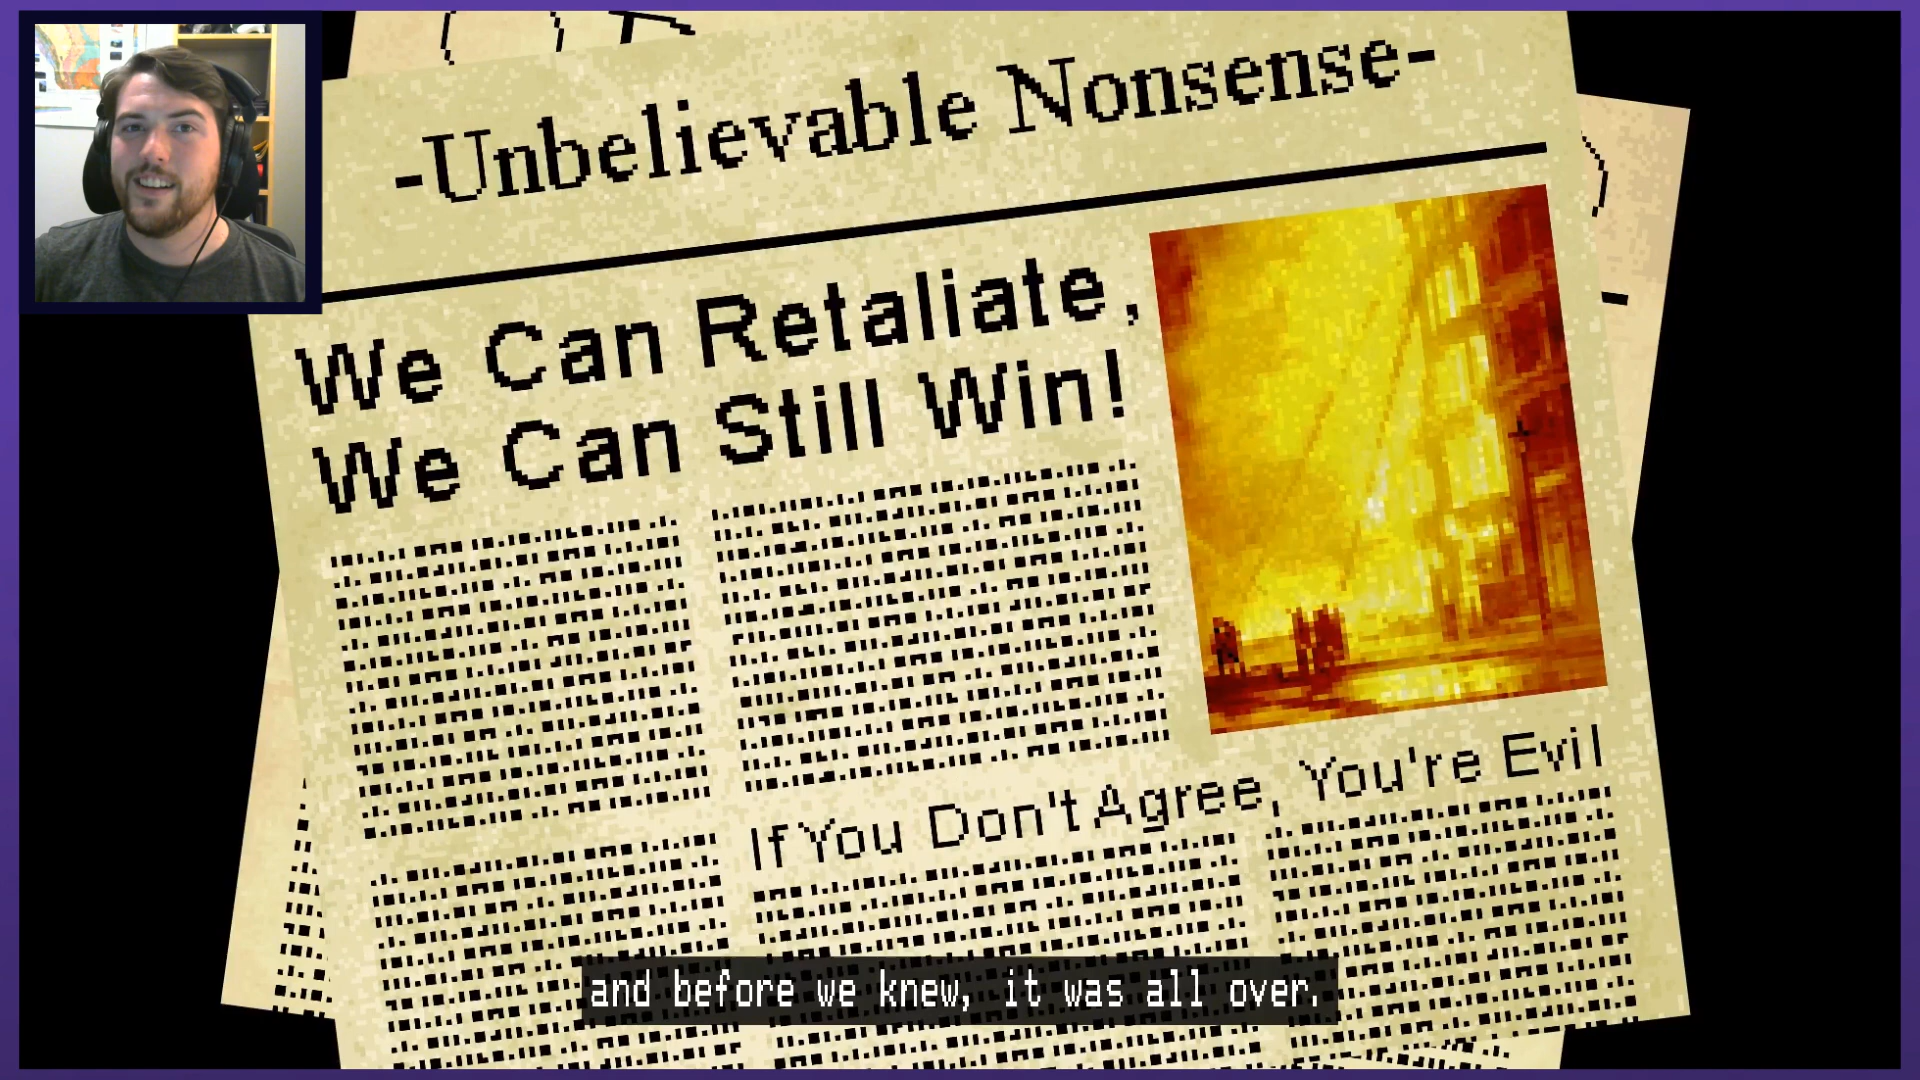 -Unbelievable Nonsense-
We Can Retaliate,
We Can Still Win!
If You Don't Agree, You're Evil
and before we knew, it was all over.